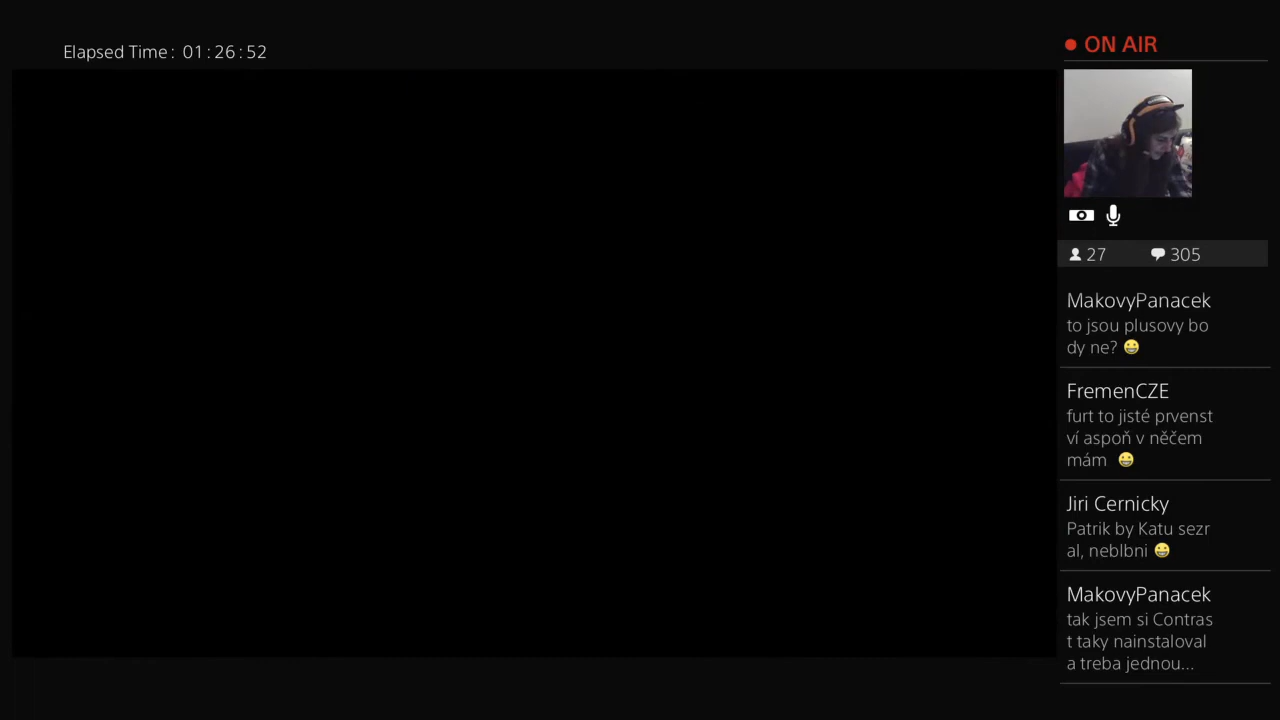 Elapsed Time: 01:26:52
ON AIR
27 305
MakovyPanacek
to jsou plusovy bo
dy ne? 😀
FremenCZE
furt to jisté prvenst
ví aspoň v něčem
mám 😀
Jiri Cernicky
Patrik by Katu sezr
al, neblbni 😀
MakovyPanacek
tak jsem si Contras
t taky nainstaloval
a treba jednou...